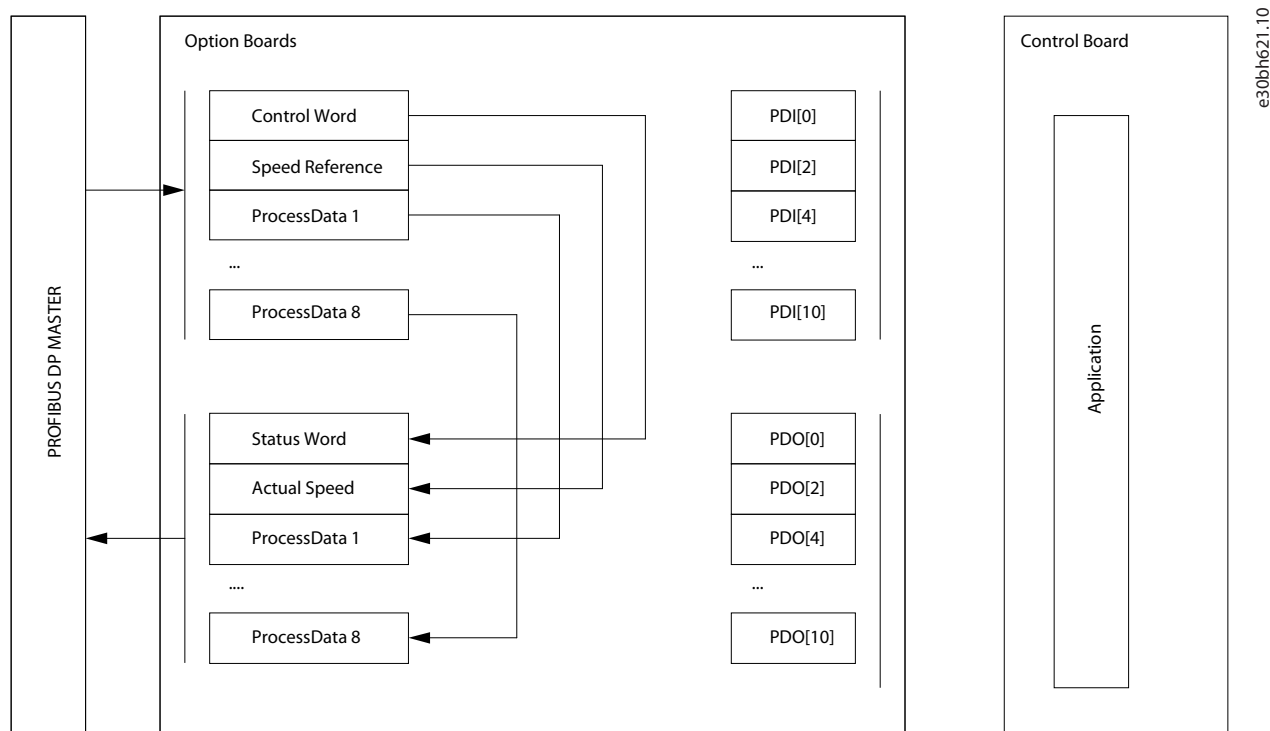 e30bh621.10
PROFIBUS DP MASTER
Option Boards
Control Word
Speed Reference
ProcessData 1
...
ProcessData 8
Status Word
Actual Speed
ProcessData 1
....
ProcessData 8
PDI[0]
PDI[2]
PDI[4]
...
PDI[10]
PDO[0]
PDO[2]
PDO[4]
...
PDO[10]
Control Board
Application